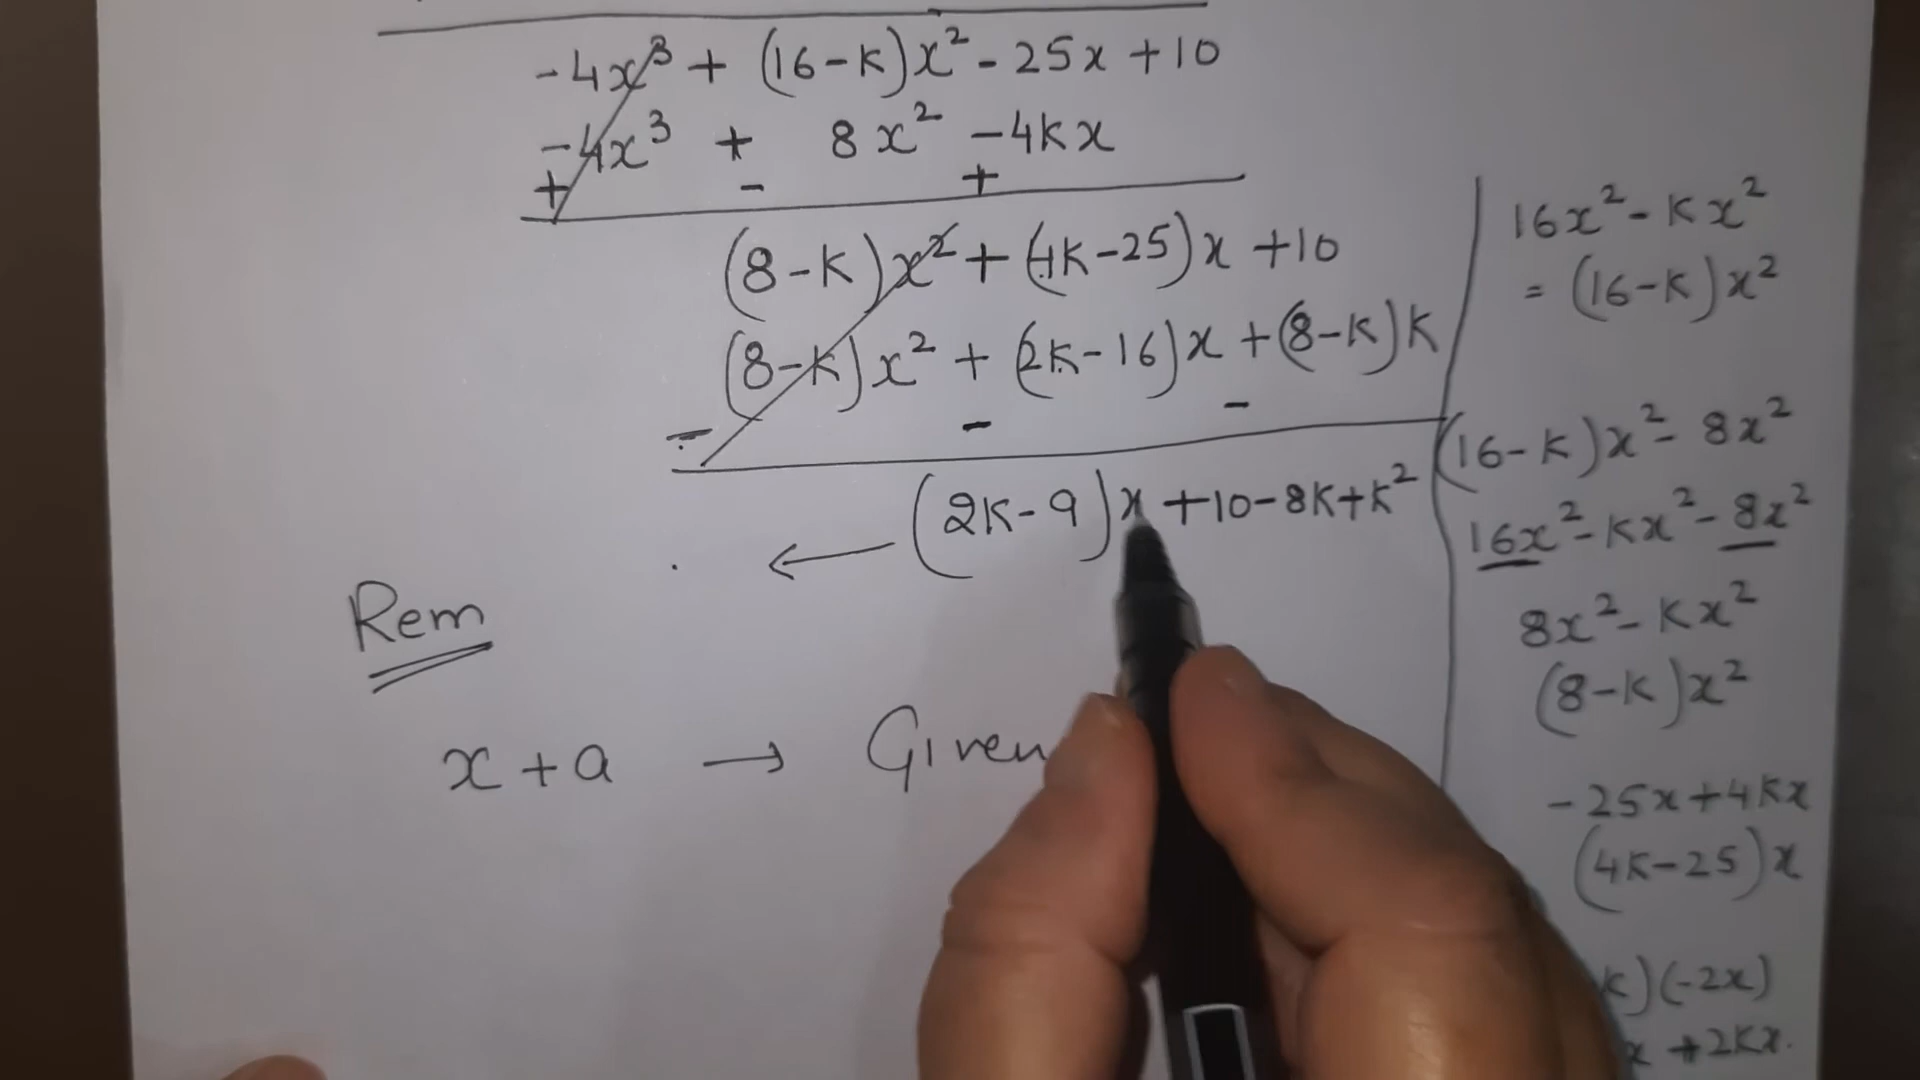 -4x³ + (16-K)x² - 25x + 10
-4x³ + 8x² - 4Kx
+ - +
(8-K)x² + (4K-25)x + 10
(8-K)x² + (2K-16)x + (8-K)K
- - -
(2K-9)x + 10 - 8K + K²
←
Rem
x + a → Given
16x² - Kx²
= (16-K)x²
(16-K)x² - 8x²
16x² - Kx² - 8x²
8x² - Kx²
(8-K)x²
-25x + 4Kx
(4K-25)x
K)(-2x)
x + 2Kx.